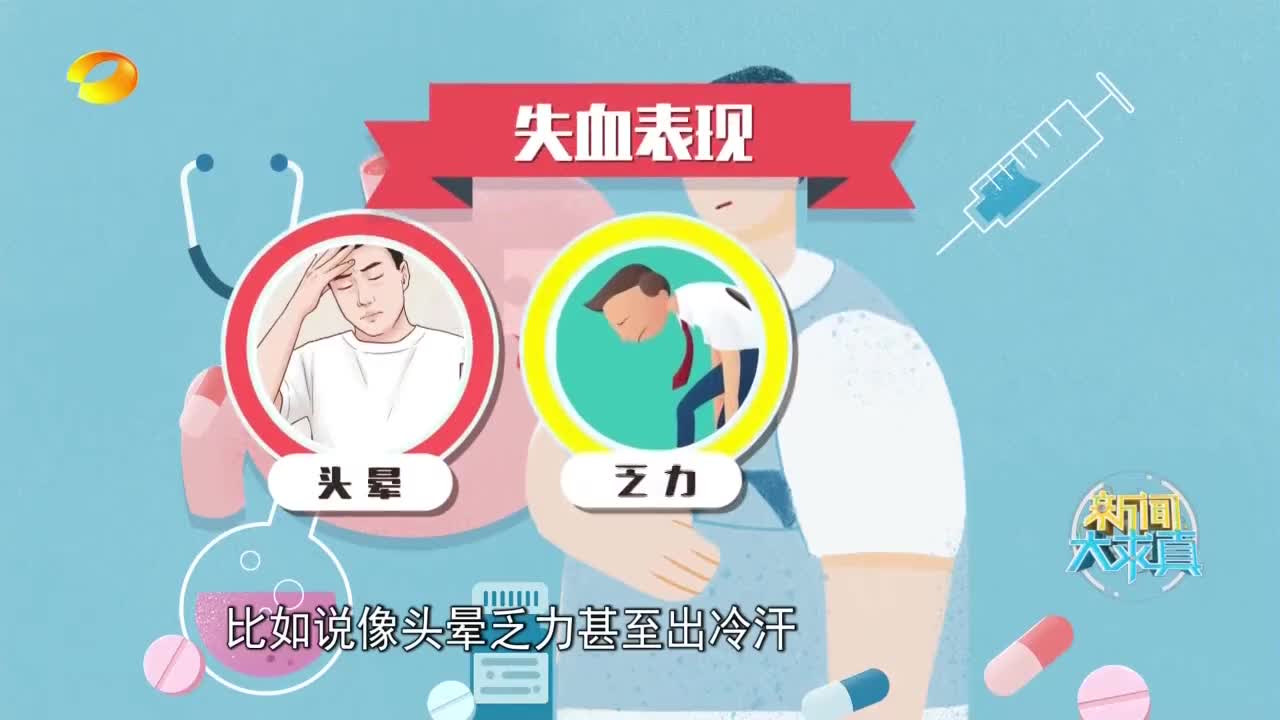 失血表现
头晕
乏力
新闻
大求真
比如说像头晕乏力甚至出冷汗